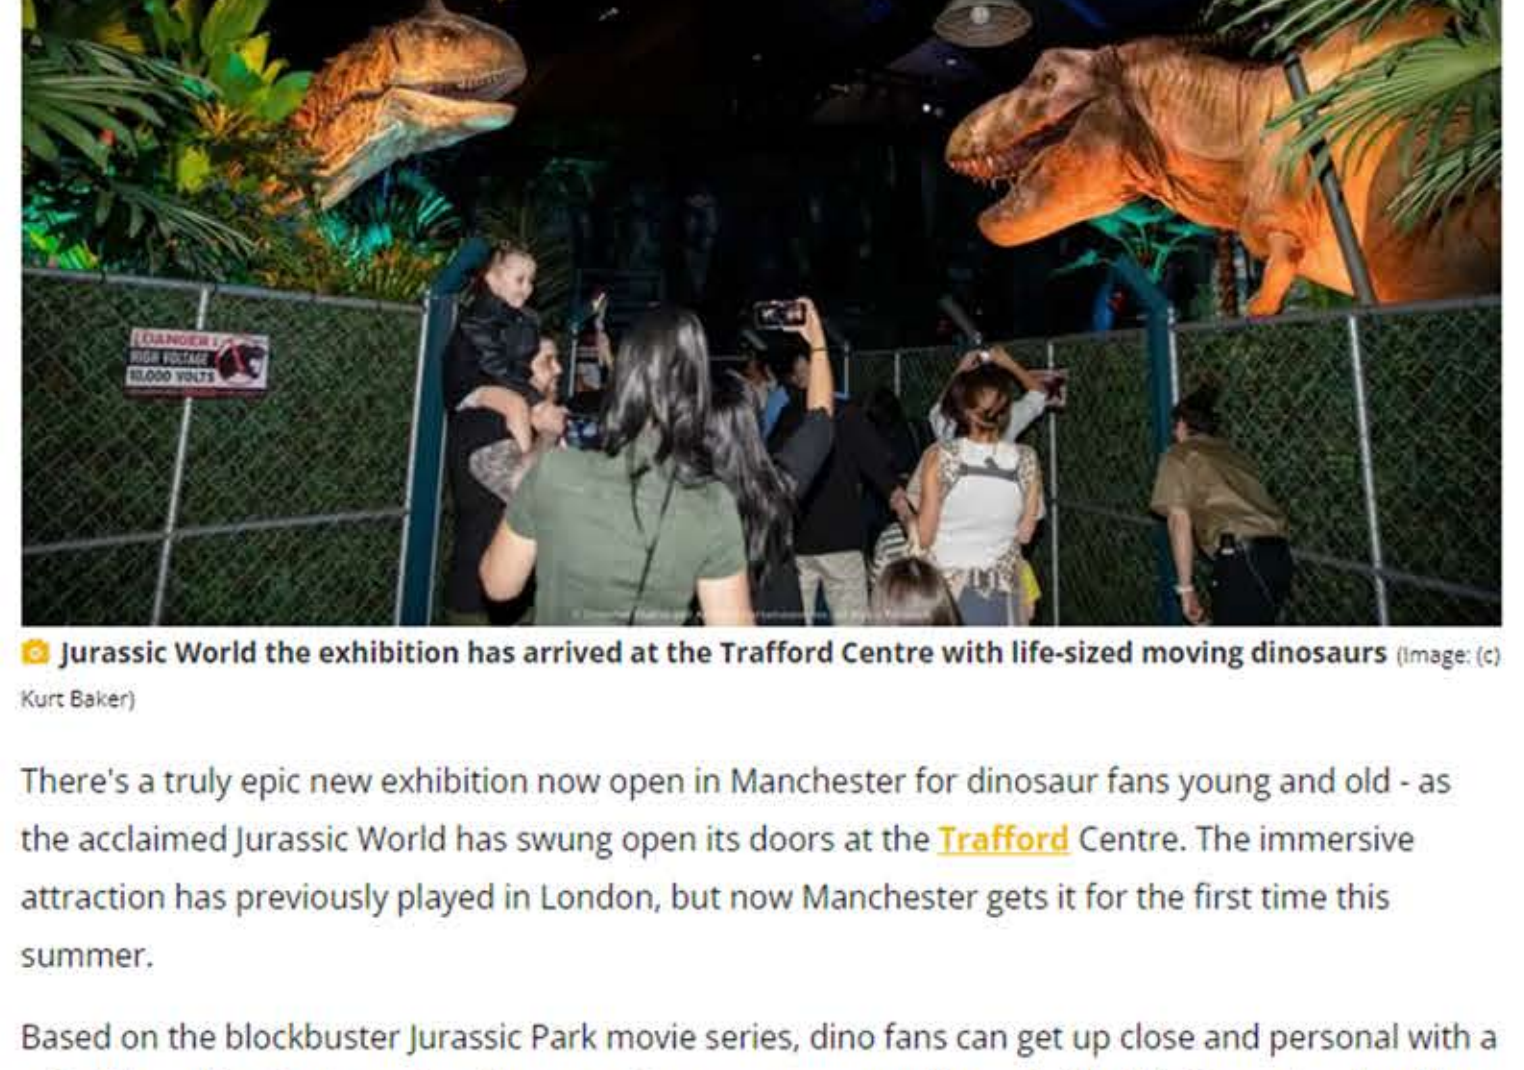 DANGER!
HIGH VOLTAGE
10,000 VOLTS
Jurassic World the exhibition has arrived at the Trafford Centre with life-sized moving dinosaurs (Image: (c)
Kurt Baker)
There's a truly epic new exhibition now open in Manchester for dinosaur fans young and old - as
the acclaimed Jurassic World has swung open its doors at the Trafford Centre. The immersive
attraction has previously played in London, but now Manchester gets it for the first time this
summer.
Based on the blockbuster Jurassic Park movie series, dino fans can get up close and personal with a